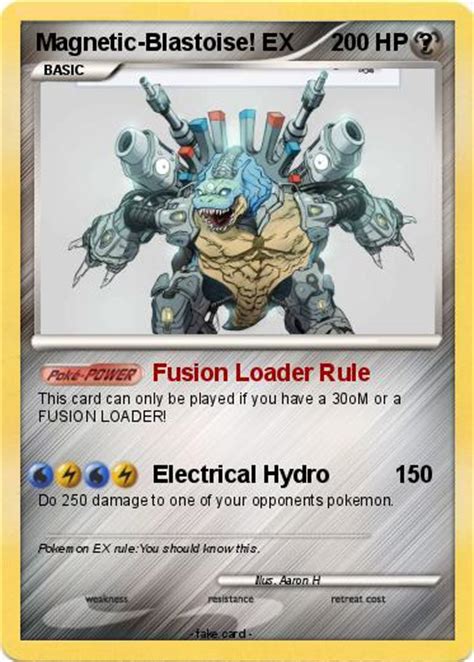 Magnetic-Blastoise! EX 200 HP
BASIC
Poké-POWER Fusion Loader Rule
This card can only be played if you have a 30oM or a
FUSION LOADER!
Electrical Hydro 150
Do 250 damage to one of your opponents pokemon.
Pokemon EX rule:You should know this.
Illus. Aaron H
weakness resistance retreat cost
- fake card -